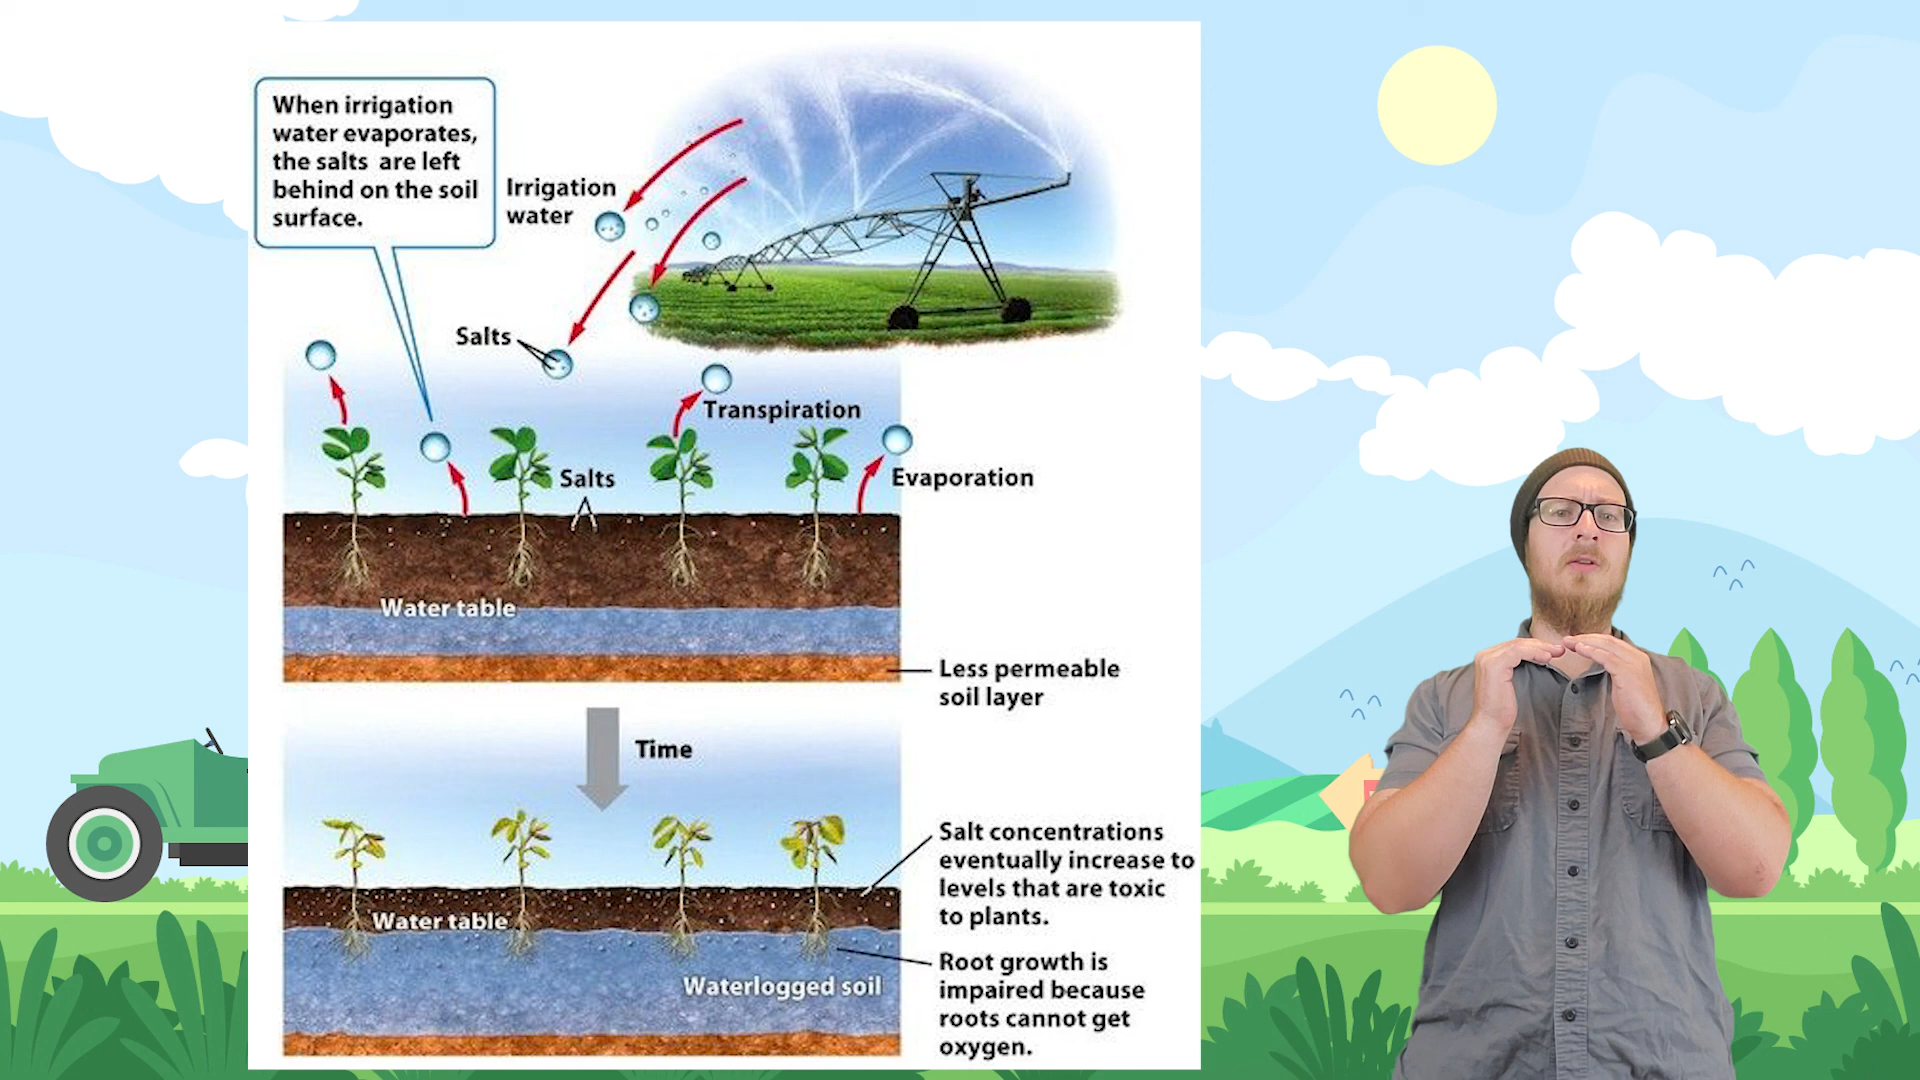 When irrigation
water evaporates,
the salts are left
behind on the soil
surface.
Irrigation
water
Salts
Transpiration
Salts
Evaporation
Water table
Less permeable
soil layer
Time
Salt concentrations
eventually increase to
levels that are toxic
to plants.
Water table
Waterlogged soil
Root growth is
impaired because
roots cannot get
oxygen.